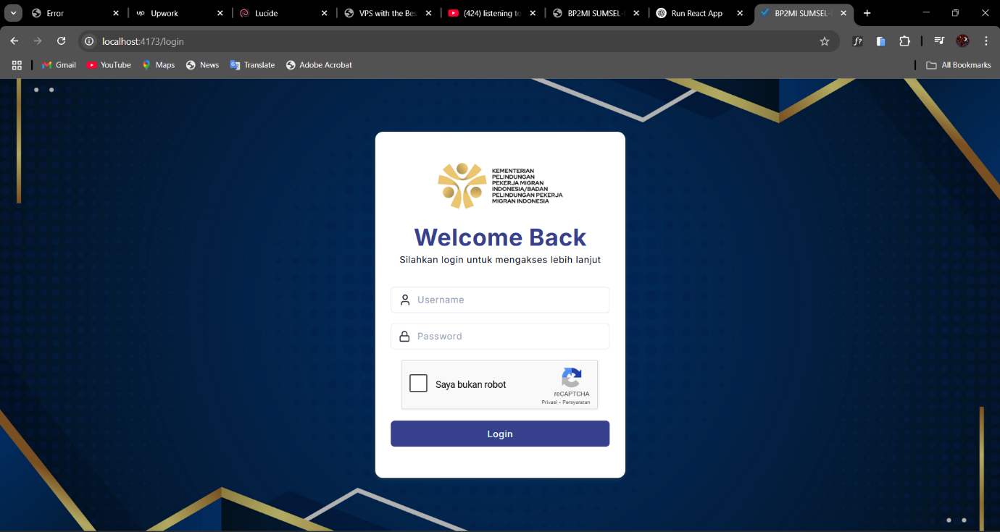 Error
up Upwork
Lucide
VPS with the Bes
(424) listening to
BP2MI SUMSEL-
Run React App
BP2MI SUMSEL-
localhost:4173/login
f?
Gmail
YouTube
Maps
News
Translate
Adobe Acrobat
All Bookmarks
KEMENTERIAN
PELINDUNGAN
PEKERJA MIGRAN
INDONESIA/BADAN
PELINDUNGAN PEKERJA
MIGRAN INDONESIA
Welcome Back
Silahkan login untuk mengakses lebih lanjut
Username
Password
Saya bukan robot
reCAPTCHA
Privasi - Persyaratan
Login